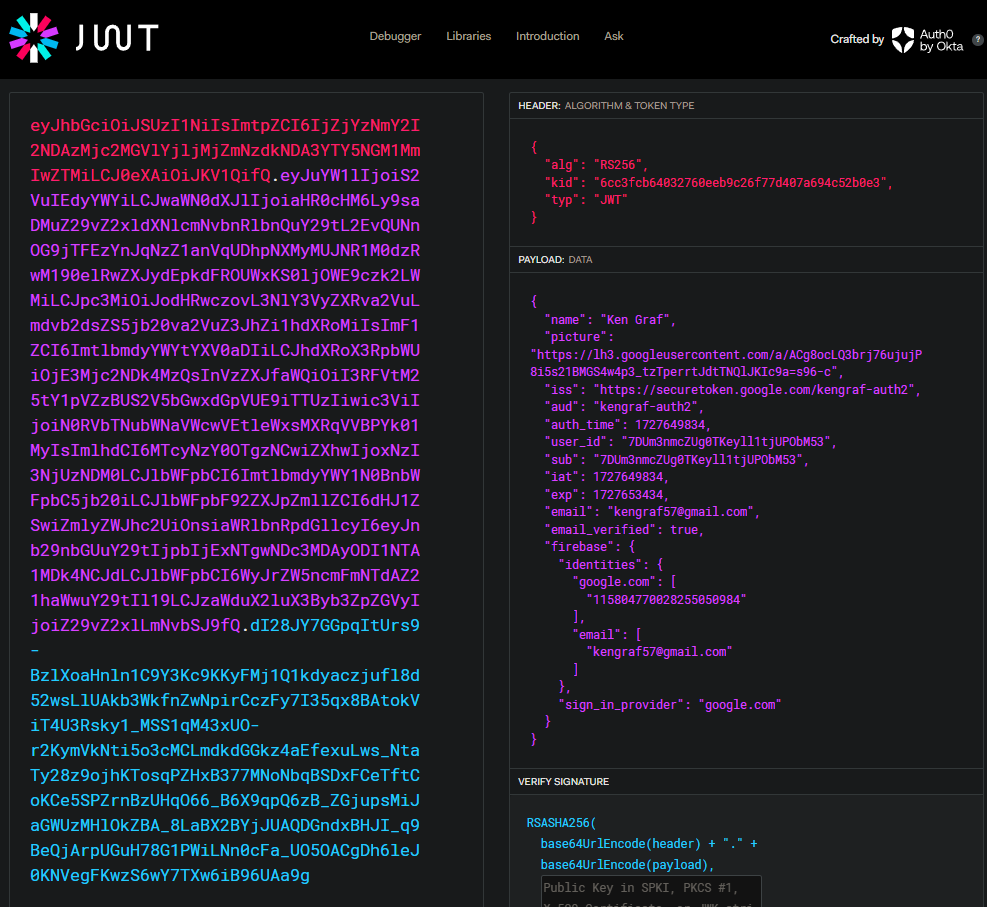 JWT
Debugger Libraries Introduction Ask
Crafted by Auth0 by Okta ?
eyJhbGciOiJSUzI1NiIsImtpZCI6IjZjYzNmY2I
2NDAzMjc2MGVlYjljMjZmNzdkNDA3YTY5NGM1Mm
IwZTMiLCJ0eXAiOiJKV1QifQ.eyJuYW1lIjoiS2
VuIEdyYWYiLCJwaWN0dXJlIjoiaHR0cHM6Ly9sa
DMuZ29vZ2xldXNlcmNvbnRlbnQuY29tL2EvQUNn
OG9jTFEzYnJqNzZ1anVqUDhpNXMyMUJNR1M0dzR
wM190elRwZXJydEpkdFROUWxKS0ljOWE9czk2LW
MiLCJpc3MiOiJodHRwczovL3NlY3VyZXRva2VuL
mdvb2dsZS5jb20va2VuZ3JhZi1hdXRoMiIsImF1
ZCI6ImtlbmdyYWYtYXV0aDIiLCJhdXRoX3RpbWU
iOjE3Mjc2NDk4MzQsInVzZXJfaWQiOiI3RFVtM2
5tY1pVZzBUS2V5bGwxdGpVUE9iTTUzIiwic3ViI
joiN0RVbTNubWNaVWcwVEtleWxsMXRqVVBPYk01
MyIsImlhdCI6MTcyNzY0OTgzNCwiZXhwIjoxNzI
3NjUzNDM0LCJlbWFpbCI6ImtlbmdyYWY1N0BnbW
FpbC5jb20iLCJlbWFpbF92ZXJpZmllZCI6dHJ1Z
SwiZmlyZWJhc2UiOnsiaWRlbnRpdGllcyI6eyJn
b29nbGUuY29tIjpbIjExNTgwNDc3MDAyODI1NTA
1MDk4NCJdLCJlbWFpbCI6WyJrZW5ncmFmNTdAZ2
1haWwuY29tIl19LCJzaWduX2luX3Byb3ZpZGVyI
joiZ29vZ2xlLmNvbSJ9fQ.dI28JY7GGpqItUrs9
-
BzlXoaHnln1C9Y3Kc9KKyFMj1Q1kdyaczjufl8d
52wsLlUAkb3WkfnZwNpirCczFy7I35qx8BAtokV
iT4U3Rsky1_MSS1qM43xUO-
r2KymVkNti5o3cMCLmdkdGGkz4aEfexuLws_Nta
Ty28z9ojhKTosqPZHxB377MNoNbqBSDxFCeTftC
oKCe5SPZrnBzUHqO66_B6X9qpQ6zB_ZGjupsMiJ
aGWUzMHlOkZBA_8LaBX2BYjJUAQDGndxBHJI_q9
BeQjArpUGuH78G1PWiLNn0cFa_UO5OACgDh6leJ
0KNVegFKwzS6wY7TXw6iB96UAa9g
HEADER: ALGORITHM & TOKEN TYPE
{
"alg": "RS256",
"kid": "6cc3fcb64032760eeb9c26f77d407a694c52b0e3",
"typ": "JWT"
}
PAYLOAD: DATA
{
"name": "Ken Graf",
"picture":
"https://lh3.googleusercontent.com/a/ACg8ocLQ3brj76ujujP
8i5s21BMGS4w4p3_tzTperrtJdtTNQlJKIc9a=s96-c",
"iss": "https://securetoken.google.com/kengraf-auth2",
"aud": "kengraf-auth2",
"auth_time": 1727649834,
"user_id": "7DUm3nmcZUg0TKeyll1tjUPObM53",
"sub": "7DUm3nmcZUg0TKeyll1tjUPObM53",
"iat": 1727649834,
"exp": 1727653434,
"email": "kengraf57@gmail.com",
"email_verified": true,
"firebase": {
"identities": {
"google.com": [
"115804770028255050984"
],
"email": [
"kengraf57@gmail.com"
]
},
"sign_in_provider": "google.com"
}
}
VERIFY SIGNATURE
RSASHA256(
base64UrlEncode(header) + "." +
base64UrlEncode(payload),
Public Key in SPKI, PKCS #1,